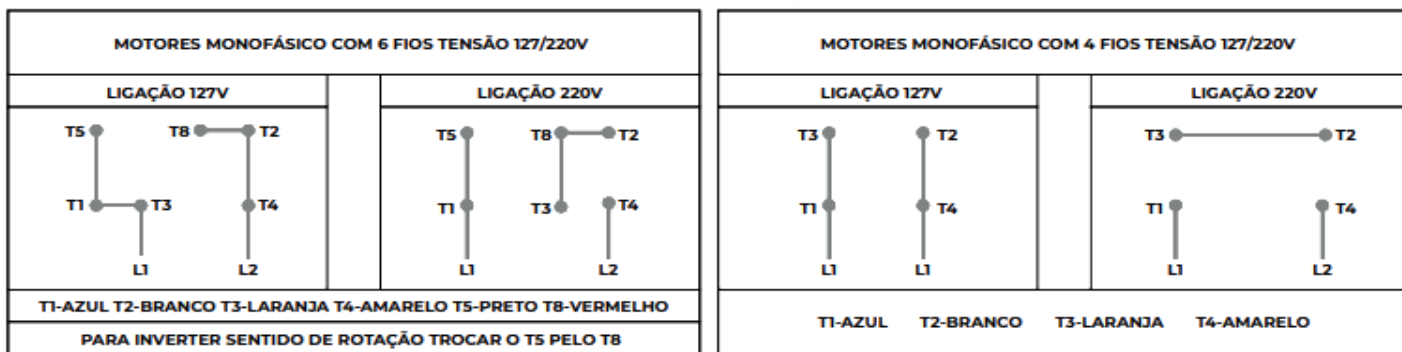 MOTORES MONOFÁSICO COM 6 FIOS TENSÃO 127/220V
LIGAÇÃO 127V
LIGAÇÃO 220V
T5 T8 T2
T1 T3 T4
L1 L2
T5 T8 T2
T1 T3 T4
L1 L2
T1-AZUL T2-BRANCO T3-LARANJA T4-AMARELO T5-PRETO T8-VERMELHO
PARA INVERTER SENTIDO DE ROTAÇÃO TROCAR O T5 PELO T8
MOTORES MONOFÁSICO COM 4 FIOS TENSÃO 127/220V
LIGAÇÃO 127V
LIGAÇÃO 220V
T3 T2
T1 T4
L1 L1
T3 T2
T1 T4
L1 L2
T1-AZUL T2-BRANCO T3-LARANJA T4-AMARELO